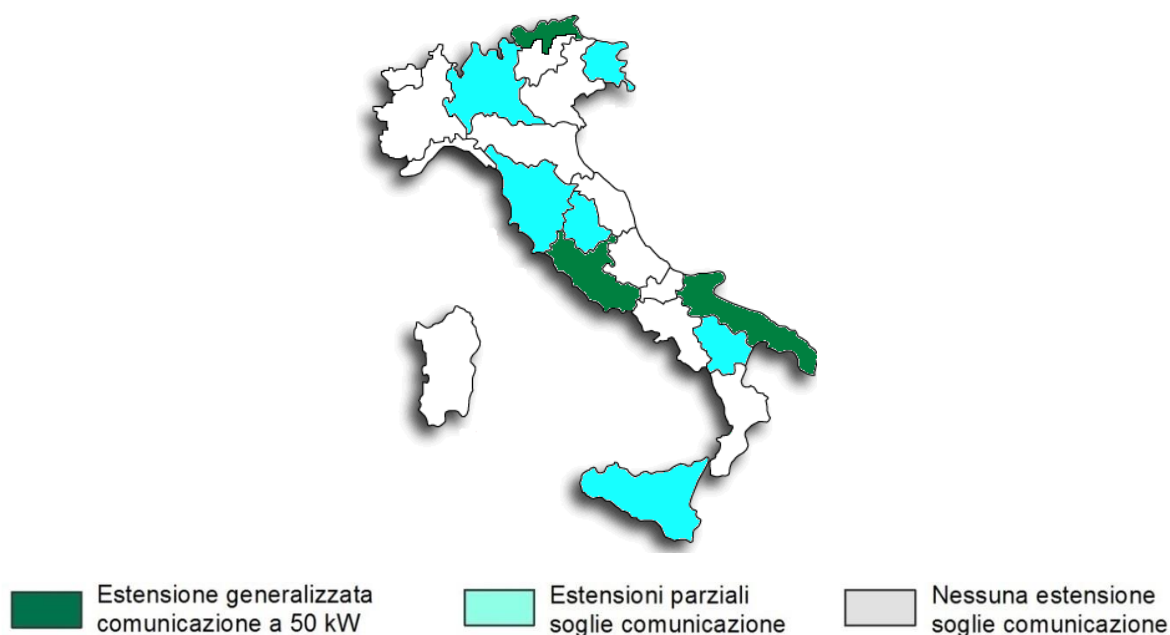 Estensione generalizzata
comunicazione a 50 kW
Estensioni parziali
soglie comunicazione
Nessuna estensione
soglie comunicazione